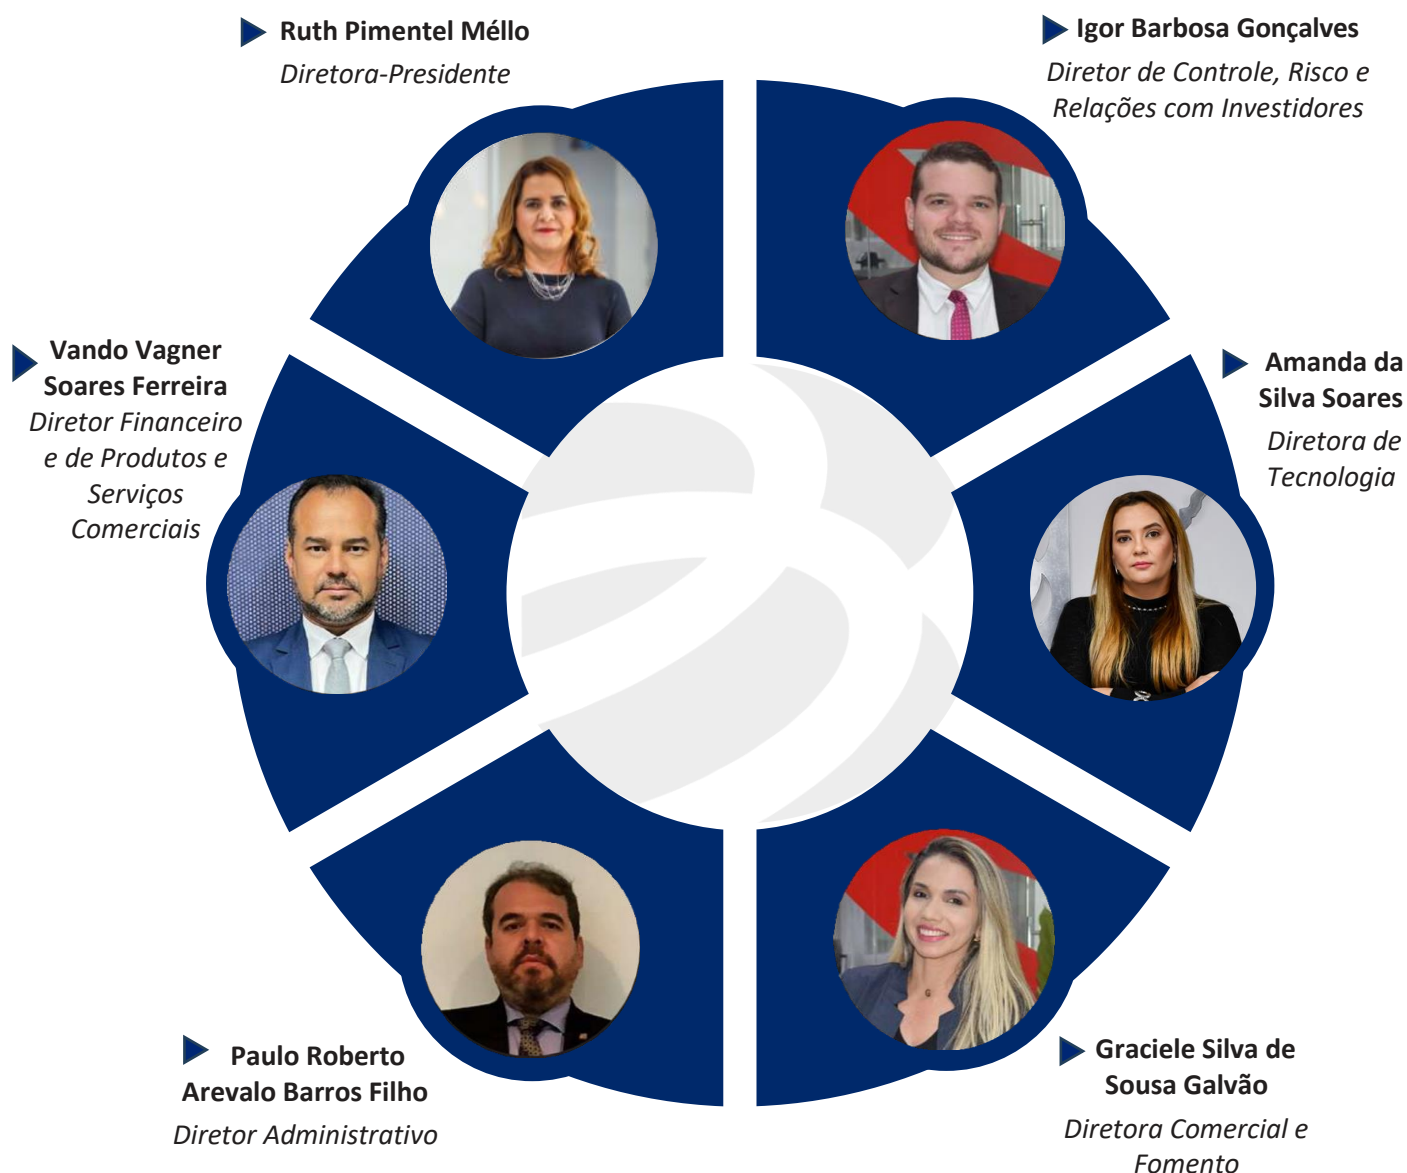 Ruth Pimentel Méllo
Diretora-Presidente
Igor Barbosa Gonçalves
Diretor de Controle, Risco e
Relações com Investidores
Vando Vagner
Soares Ferreira
Diretor Financeiro
e de Produtos e
Serviços
Comerciais
Amanda da
Silva Soares
Diretora de
Tecnologia
Paulo Roberto
Arevalo Barros Filho
Diretor Administrativo
Graciele Silva de
Sousa Galvão
Diretora Comercial e
Fomento